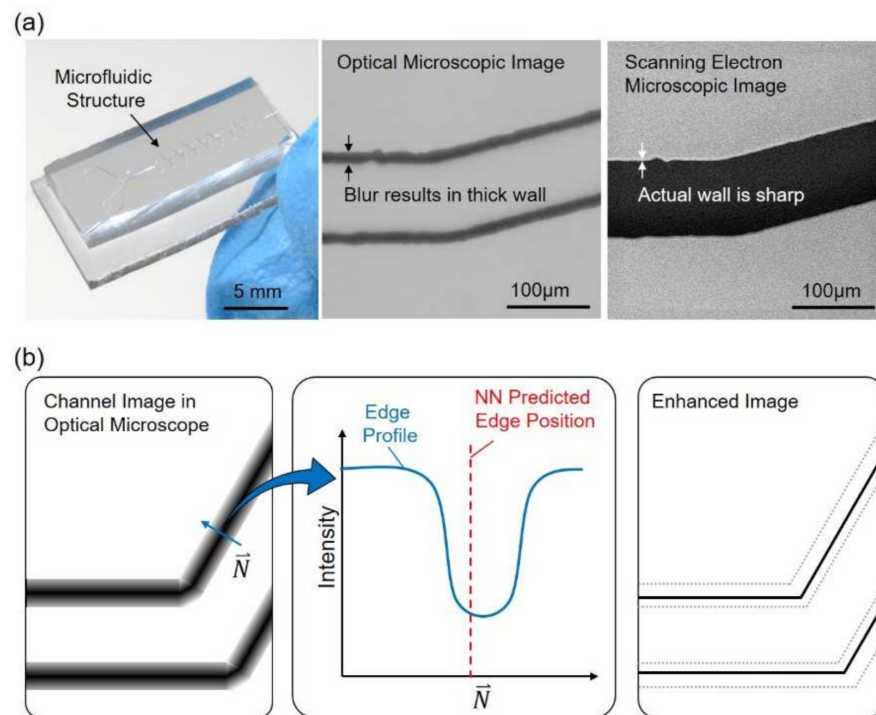 (a)
Microfluidic
Structure
5 mm
Optical Microscopic Image
Blur results in thick wall
100μm
Scanning Electron
Microscopic Image
Actual wall is sharp
100μm
(b)
Channel Image in
Optical Microscope
N
Edge
Profile
NN Predicted
Edge Position
Intensity
N
Enhanced Image